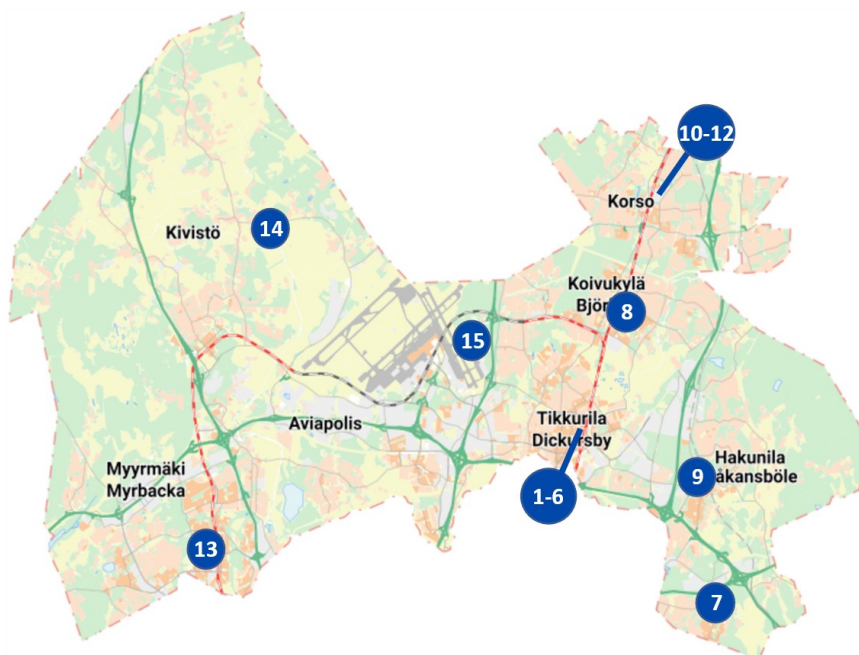 10-12
Korso
Kivistö
14
Koivukylä
8
15
Tikkurila
Dickursby
Aviapolis
Myyrmäki
Myrbacka
Hakunila
9
1-6
13
7